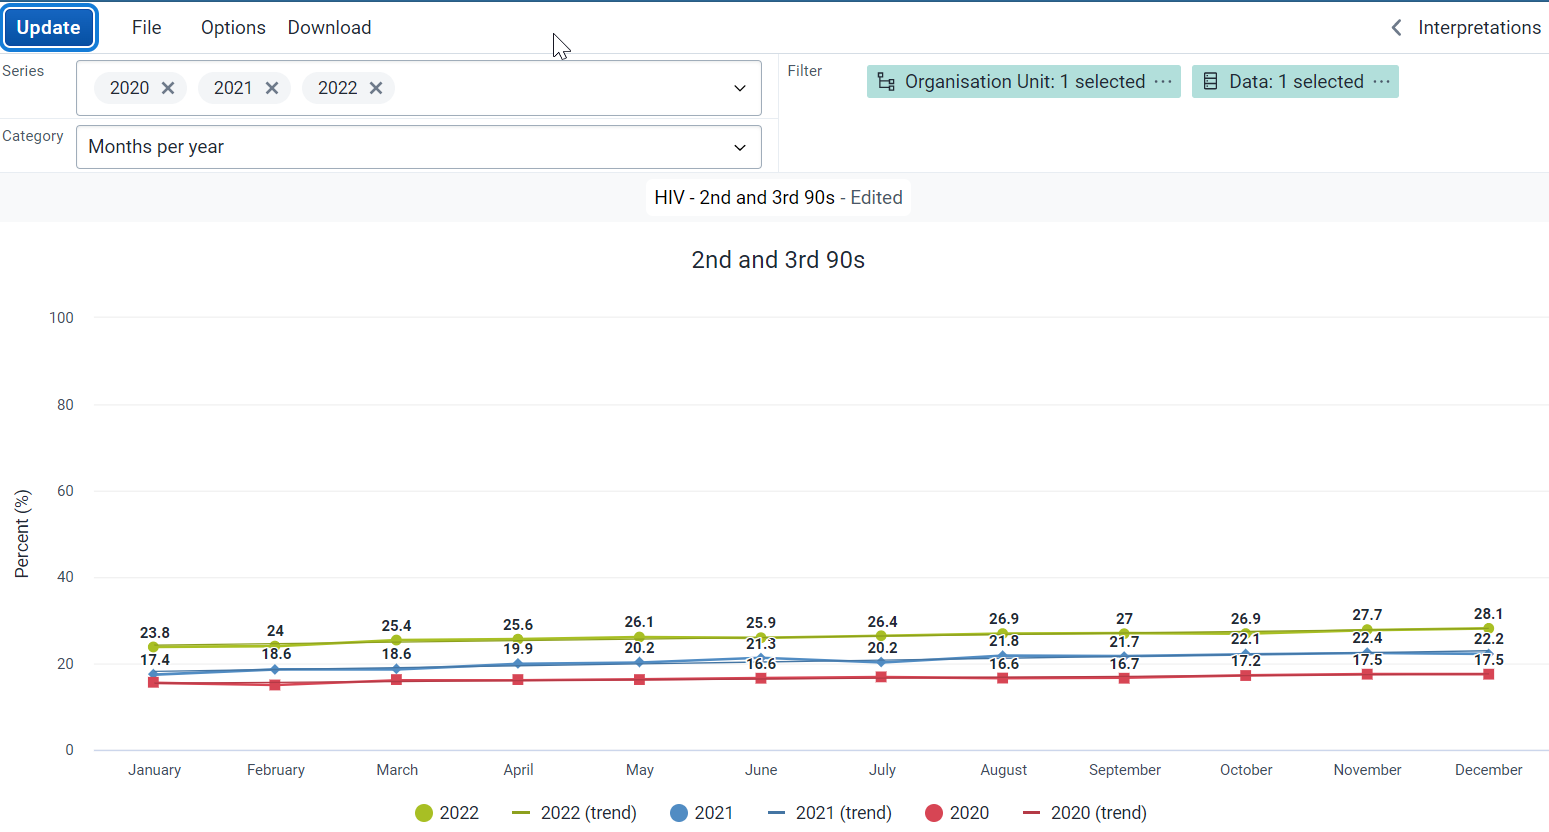 Update File Options Download Interpretations
Series 2020 2021 2022 Filter Organisation Unit: 1 selected ... Data: 1 selected ...
Category Months per year
HIV - 2nd and 3rd 90s - Edited
2nd and 3rd 90s
Percent (%)
100
80
60
40
20
0
23.8 24 25.4 25.6 26.1 25.9 26.4 26.9 27 26.9 27.7 28.1
17.4 18.6 18.6 19.9 20.2 21.3 20.2 21.8 21.7 22.1 22.4 22.2
16.6 16.6 16.7 17.2 17.5 17.5
January February March April May June July August September October November December
2022 2022 (trend) 2021 2021 (trend) 2020 2020 (trend)